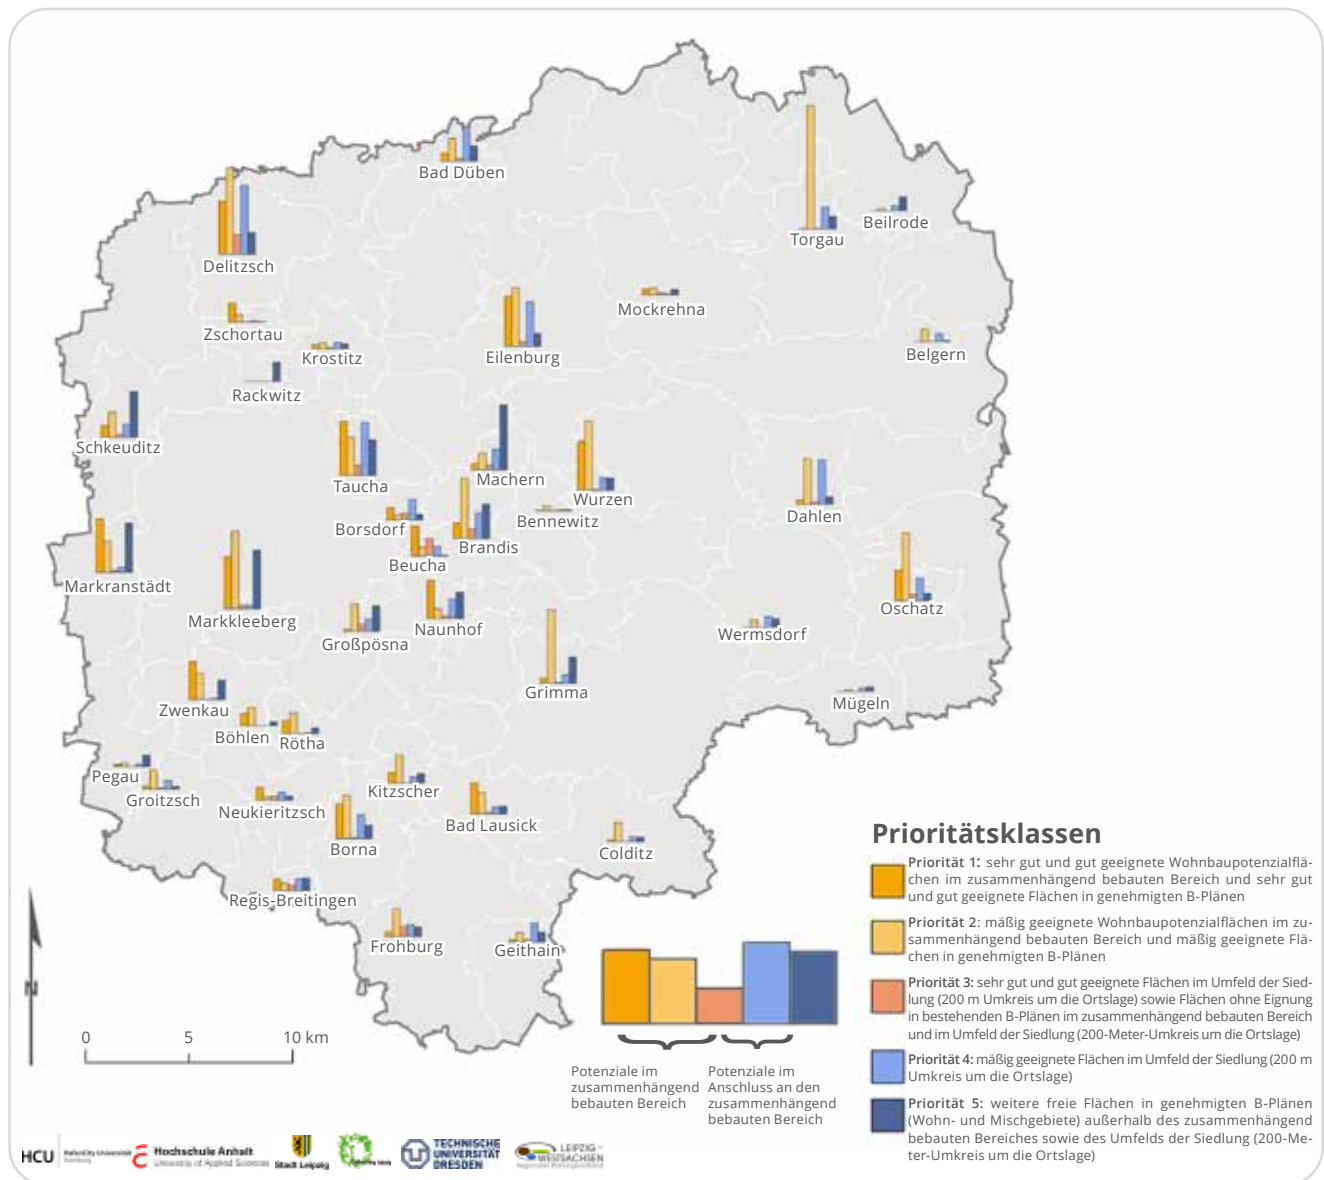 Bad Düben
Delitzsch
Torgau
Beilrode
Zschortau
Mockrehna
Krostitz
Eilenburg
Belgern
Rackwitz
Schkeuditz
Taucha
Machern
Wurzen
Borsdorf
Bennewitz
Dahlen
Brandis
Beucha
Markranstädt
Markkleeberg
Großpösna
Naunhof
Oschatz
Wermsdorf
Grimma
Mügeln
Zwenkau
Böhlen
Rötha
Pegau
Groitzsch
Neukieritzsch
Kitzscher
Bad Lausick
Borna
Colditz
Regis-Breitingen
Frohburg
Geithain
N
0 5 10 km
Potenziale im
zusammenhängend
bebauten Bereich
Potenziale im
Anschluss an den
zusammenhängend
bebauten Bereich
Prioritätsklassen
Priorität 1: sehr gut und gut geeignete Wohnbaupotenzialflä-
chen im zusammenhängend bebauten Bereich und sehr gut
und gut geeignete Flächen in genehmigten B-Plänen
Priorität 2: mäßig geeignete Wohnbaupotenzialflächen im zu-
sammenhängend bebauten Bereich und mäßig geeignete Flä-
chen in genehmigten B-Plänen
Priorität 3: sehr gut und gut geeignete Flächen im Umfeld der Sied-
lung (200 m Umkreis um die Ortslage) sowie Flächen ohne Eignung
in bestehenden B-Plänen im zusammenhängend bebauten Bereich
und im Umfeld der Siedlung (200-Meter-Umkreis um die Ortslage)
Priorität 4: mäßig geeignete Flächen im Umfeld der Siedlung (200 m
Umkreis um die Ortslage)
Priorität 5: weitere freie Flächen in genehmigten B-Plänen
(Wohn- und Mischgebiete) außerhalb des zusammenhängend
bebauten Bereiches sowie des Umfelds der Siedlung (200-Me-
ter-Umkreis um die Ortslage)
HCU
HafenCity Universität
Hamburg
Hochschule Anhalt
University of Applied Sciences
Stadt Leipzig
TECHNISCHE
UNIVERSITÄT
DRESDEN
LEIPZIG -
WESTSACHSEN